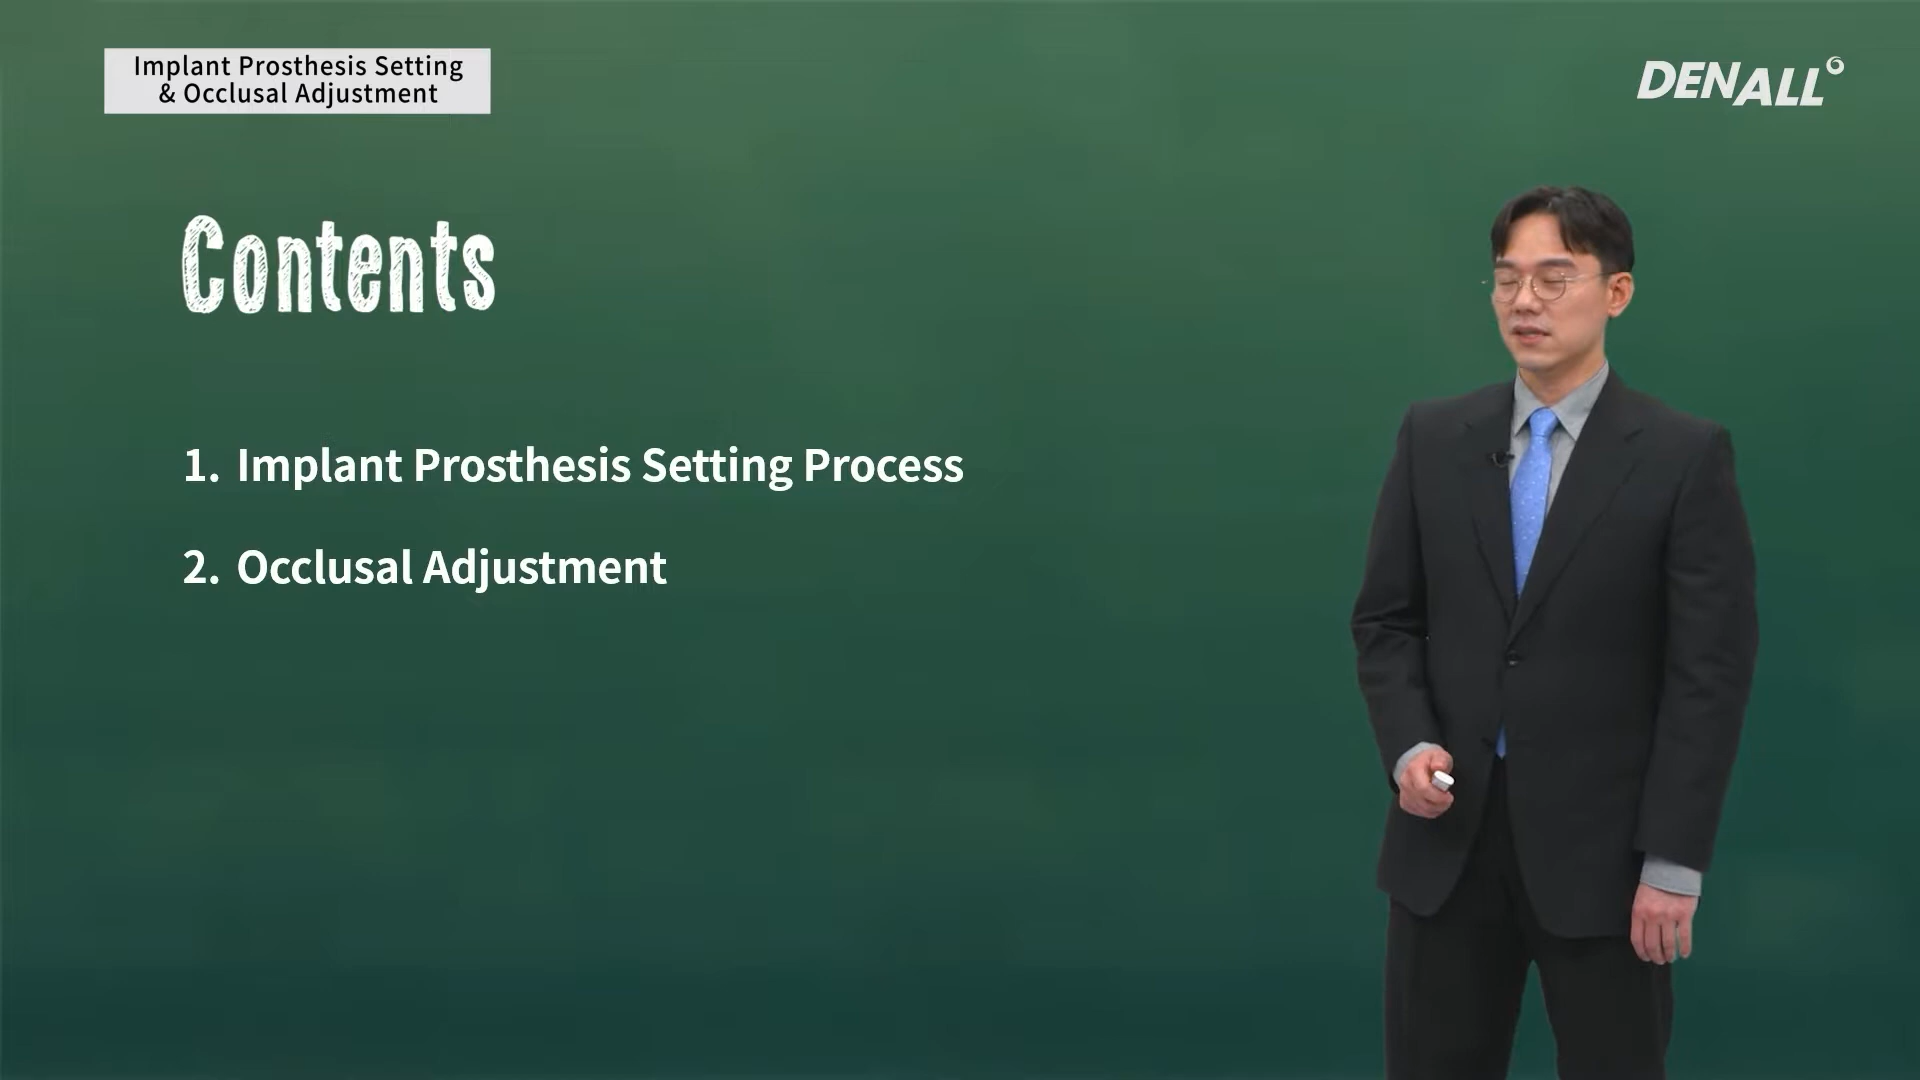 Implant Prosthesis Setting
& Occlusal Adjustment
DENALL
Contents
1. Implant Prosthesis Setting Process
2. Occlusal Adjustment